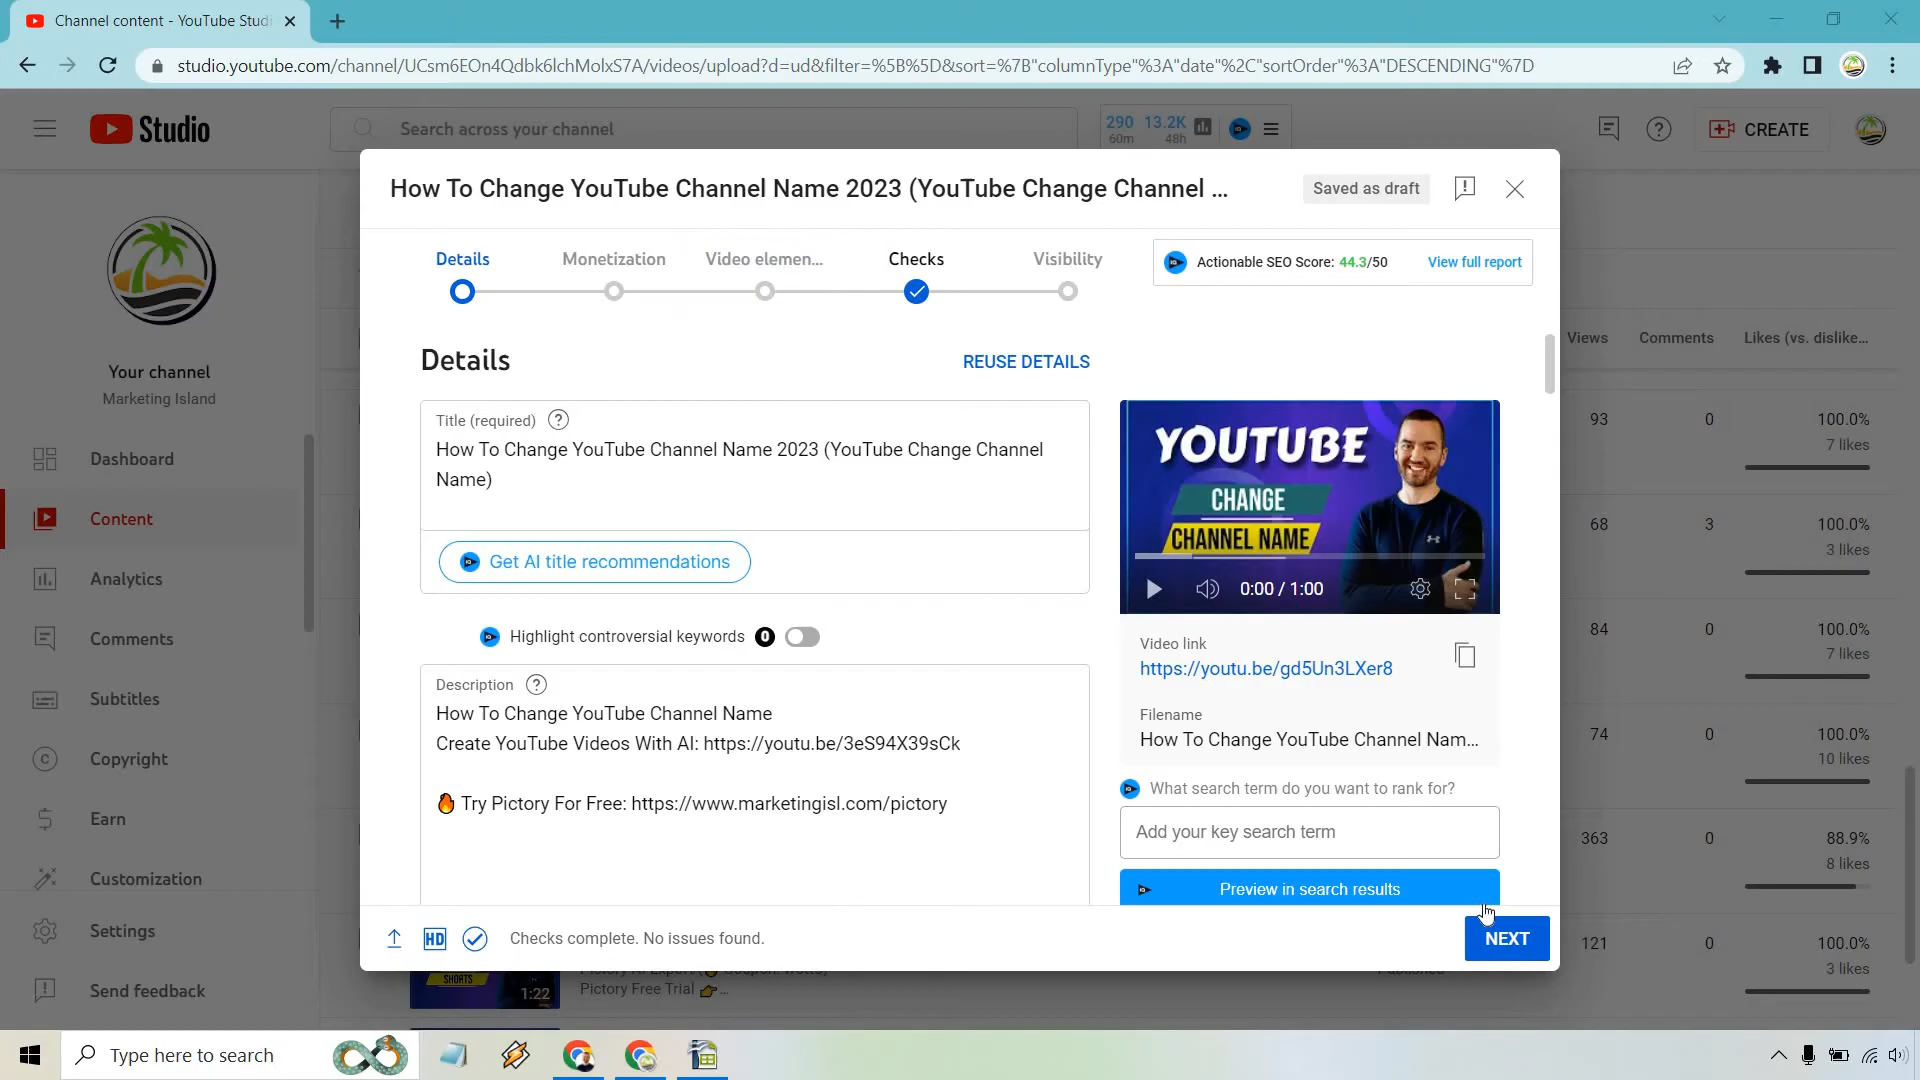 Channel content - YouTube Studi
studio.youtube.com/channel/UCsm6EOn4Qdbk6lchMolxS7A/videos/upload?d=ud&filter=%5B%5D&sort=%7B"columnType"%3A"date"%2C"sortOrder"%3A"DESCENDING"%7D
Studio
Search across your channel
290 13.2K
60m 48h
CREATE
How To Change YouTube Channel Name 2023 (YouTube Change Channel ...
Saved as draft
Details
Monetization
Video elemen...
Checks
Visibility
Actionable SEO Score: 44.3/50
View full report
Your channel
Marketing Island
Dashboard
Content
Analytics
Comments
Subtitles
Copyright
Earn
Customization
Settings
Send feedback
Details
REUSE DETAILS
Title (required)
How To Change YouTube Channel Name 2023 (YouTube Change Channel
Name)
Get AI title recommendations
Highlight controversial keywords 0
Description
How To Change YouTube Channel Name
Create YouTube Videos With AI: https://youtu.be/3eS94X39sCk
🔥 Try Pictory For Free: https://www.marketingisl.com/pictory
YOUTUBE
CHANGE
CHANNEL NAME
0:00 / 1:00
Video link
https://youtu.be/gd5Un3LXer8
Filename
How To Change YouTube Channel Nam...
What search term do you want to rank for?
Add your key search term
Preview in search results
HD
Checks complete. No issues found.
NEXT
Views
Comments
Likes (vs. dislike...
93 0 100.0%
7 likes
68 3 100.0%
3 likes
84 0 100.0%
7 likes
74 0 100.0%
10 likes
363 0 88.9%
8 likes
121 0 100.0%
3 likes
SHORTS
1:22
Pictory Free Trial 👉 ...
Type here to search